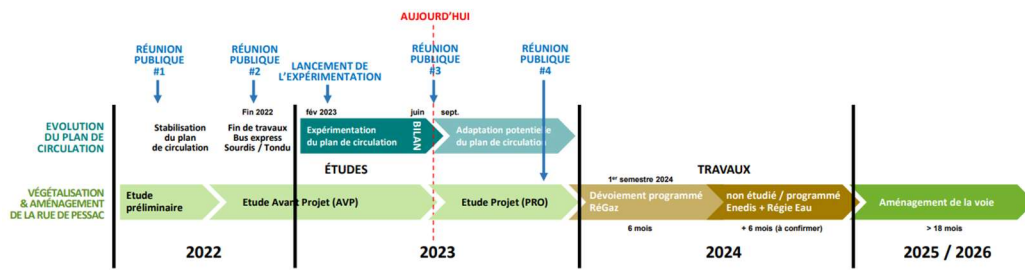 AUJOURD'HUI
RÉUNION
PUBLIQUE
#1
RÉUNION
PUBLIQUE
#2
LANCEMENT DE
L'EXPÉRIMENTATION
RÉUNION
PUBLIQUE
#3
RÉUNION
PUBLIQUE
#4
EVOLUTION
DU PLAN DE
CIRCULATION
Stabilisation
du plan
de circulation
Fin 2022
Fin de travaux
Bus express
Sourdis / Tondu
fév 2023
juin
sept.
Expérimentation
du plan de circulation
BILAN
Adaptation potentielle
du plan de circulation
ÉTUDES
TRAVAUX
VÉGÉTALISATION
& AMÉNAGEMENT
DE LA RUE DE PESSAC
Etude
préliminaire
Etude Avant Projet (AVP)
Etude Projet (PRO)
1er semestre 2024
Dévoiement programmé
RéGaz
6 mois
non étudié / programmé
Enedis + Régie Eau
+ 6 mois (à confirmer)
Aménagement de la voie
> 18 mois
2022
2023
2024
2025 / 2026